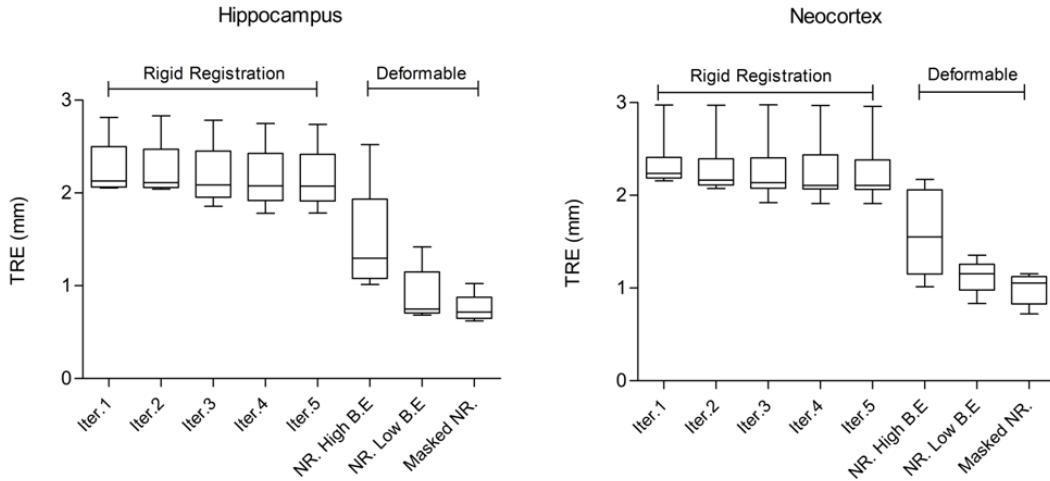 Hippocampus
Rigid Registration
Deformable
3
2
1
0
TRE (mm)
Iter.1
Iter.2
Iter.3
Iter.4
Iter.5
NR. High B.E
NR. Low B.E
Masked NR.
Neocortex
Rigid Registration
Deformable
3
2
1
0
TRE (mm)
Iter.1
Iter.2
Iter.3
Iter.4
Iter.5
NR. High B.E
NR. Low B.E
Masked NR.